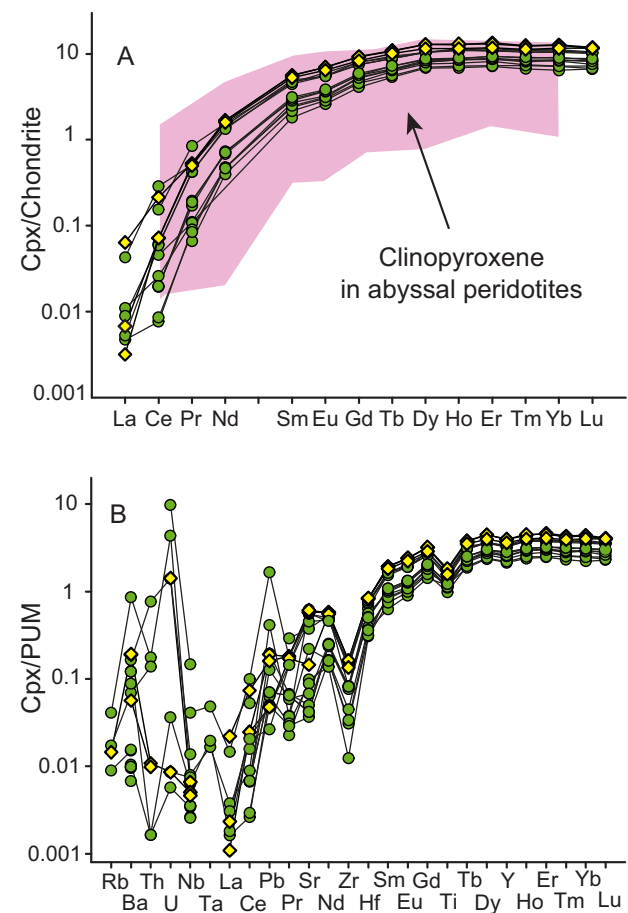 A
10
1
0.1
0.01
0.001
Cpx/Chondrite
Clinopyroxene
in abyssal peridotites
La Ce Pr Nd Sm Eu Gd Tb Dy Ho Er Tm Yb Lu
B
10
1
0.1
0.01
0.001
Cpx/PUM
Rb Th Nb La Pb Sr Zr Sm Gd Tb Y Er Yb
Ba U Ta Ce Pr Nd Hf Eu Ti Dy Ho Tm Lu